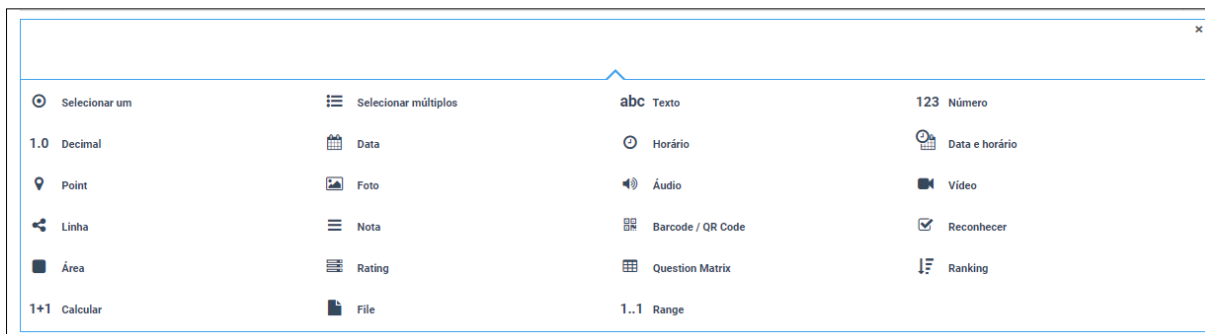 ×
Selecionar um Selecionar múltiplos abc Texto 123 Número
1.0 Decimal Data Horário Data e horário
Point Foto Áudio Vídeo
Linha Nota Barcode / QR Code Reconhecer
Área Rating Question Matrix Ranking
1+1 Calcular File 1..1 Range